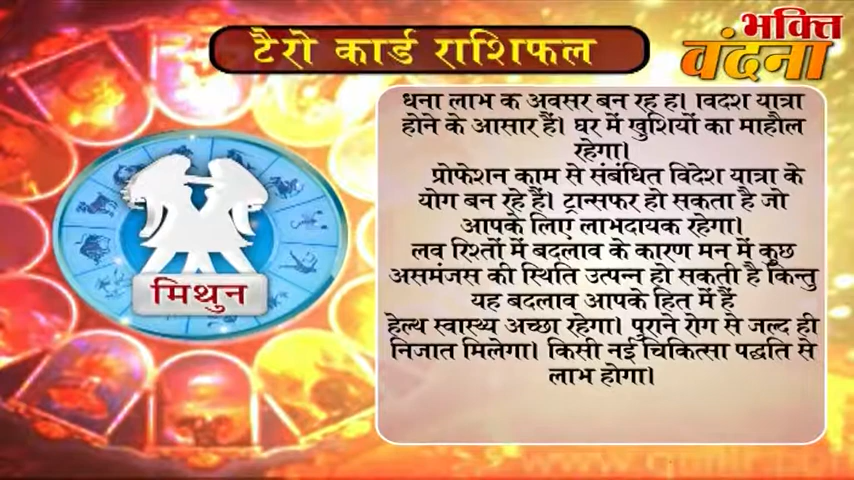 टैरो कार्ड राशिफल
भक्ति
वंदना
धना लाभ क अवसर बन रह ह। विदश यात्रा
होने के आसार हैं। घर में खुशियों का माहौल
रहेगा।
प्रोफेशन काम से संबंधित विदेश यात्रा के
योग बन रहे हैं। ट्रान्सफर हो सकता है जो
आपके लिए लाभदायक रहेगा।
लव रिश्तों में बदलाव के कारण मन में कुछ
असमंजस की स्थिति उत्पन्न हो सकती है किन्तु
यह बदलाव आपके हित में हैं
हेल्थ स्वास्थ्य अच्छा रहेगा। पुराने रोग से जल्द ही
निजात मिलेगा। किसी नई चिकित्सा पद्धति से
लाभ होगा।
मिथुन